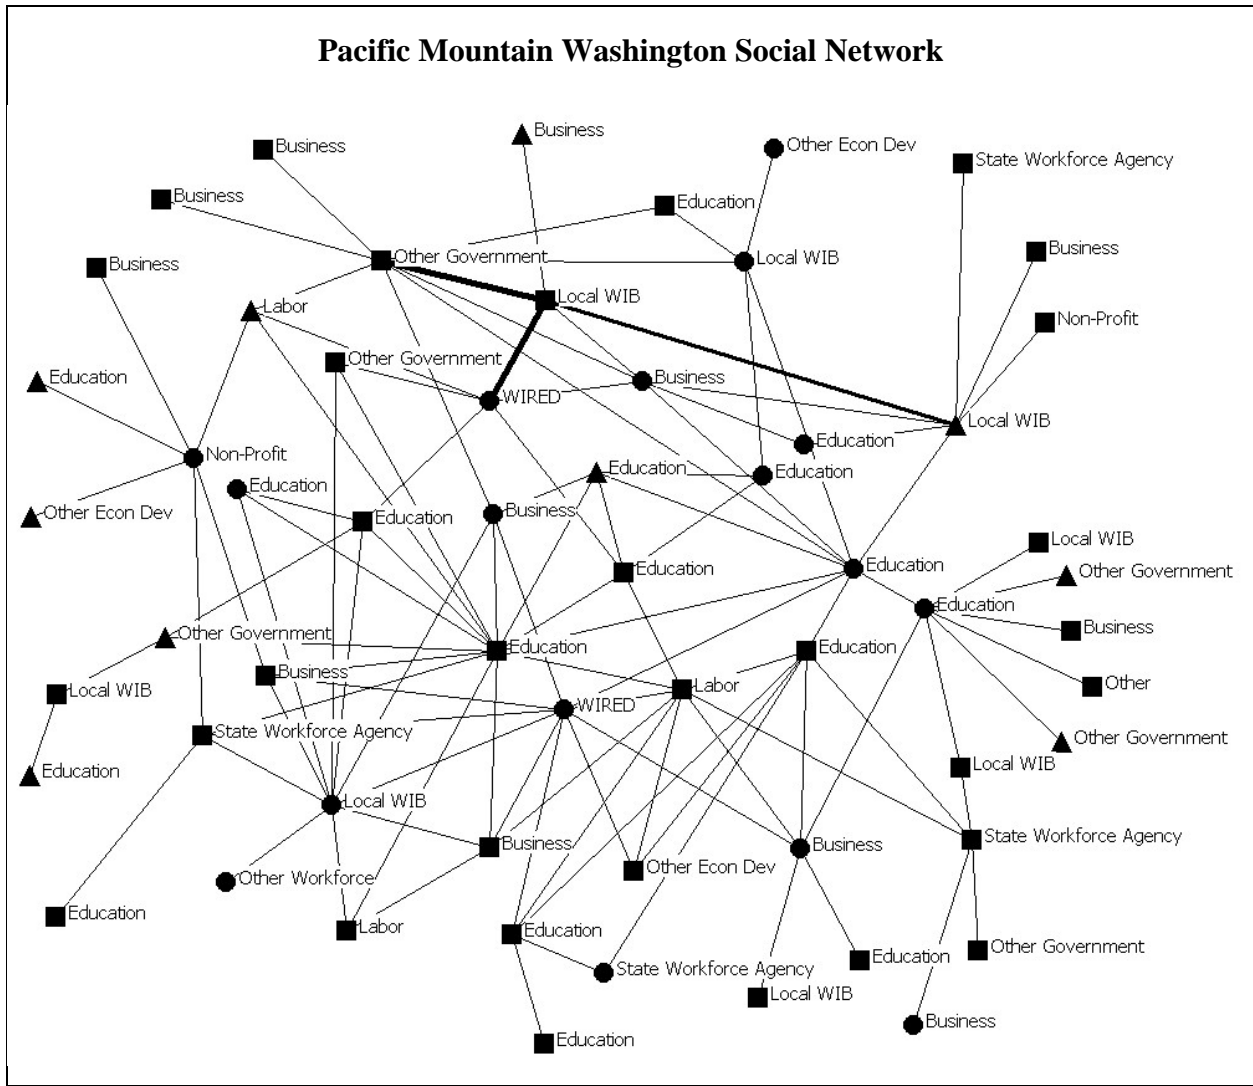 Pacific Mountain Washington Social Network
Business
Other Econ Dev
Business
State Workforce Agency
Business
Education
Business
Other Government
Local WIB
Business
Local WIB
Labor
Non-Profit
Other Government
Education
Business
WIRED
Local WIB
Education
Non-Profit
Education
Education
Education
Other Econ Dev
Education
Business
Local WIB
Education
Education
Other Government
Education
Business
Other Government
Education
Education
Business
Local WIB
Labor
Other
WIRED
State Workforce Agency
Other Government
Education
Local WIB
Local WIB
State Workforce Agency
Business
Business
Other Econ Dev
Other Workforce
Education
Labor
Education
Other Government
Education
State Workforce Agency
Local WIB
Business
Education